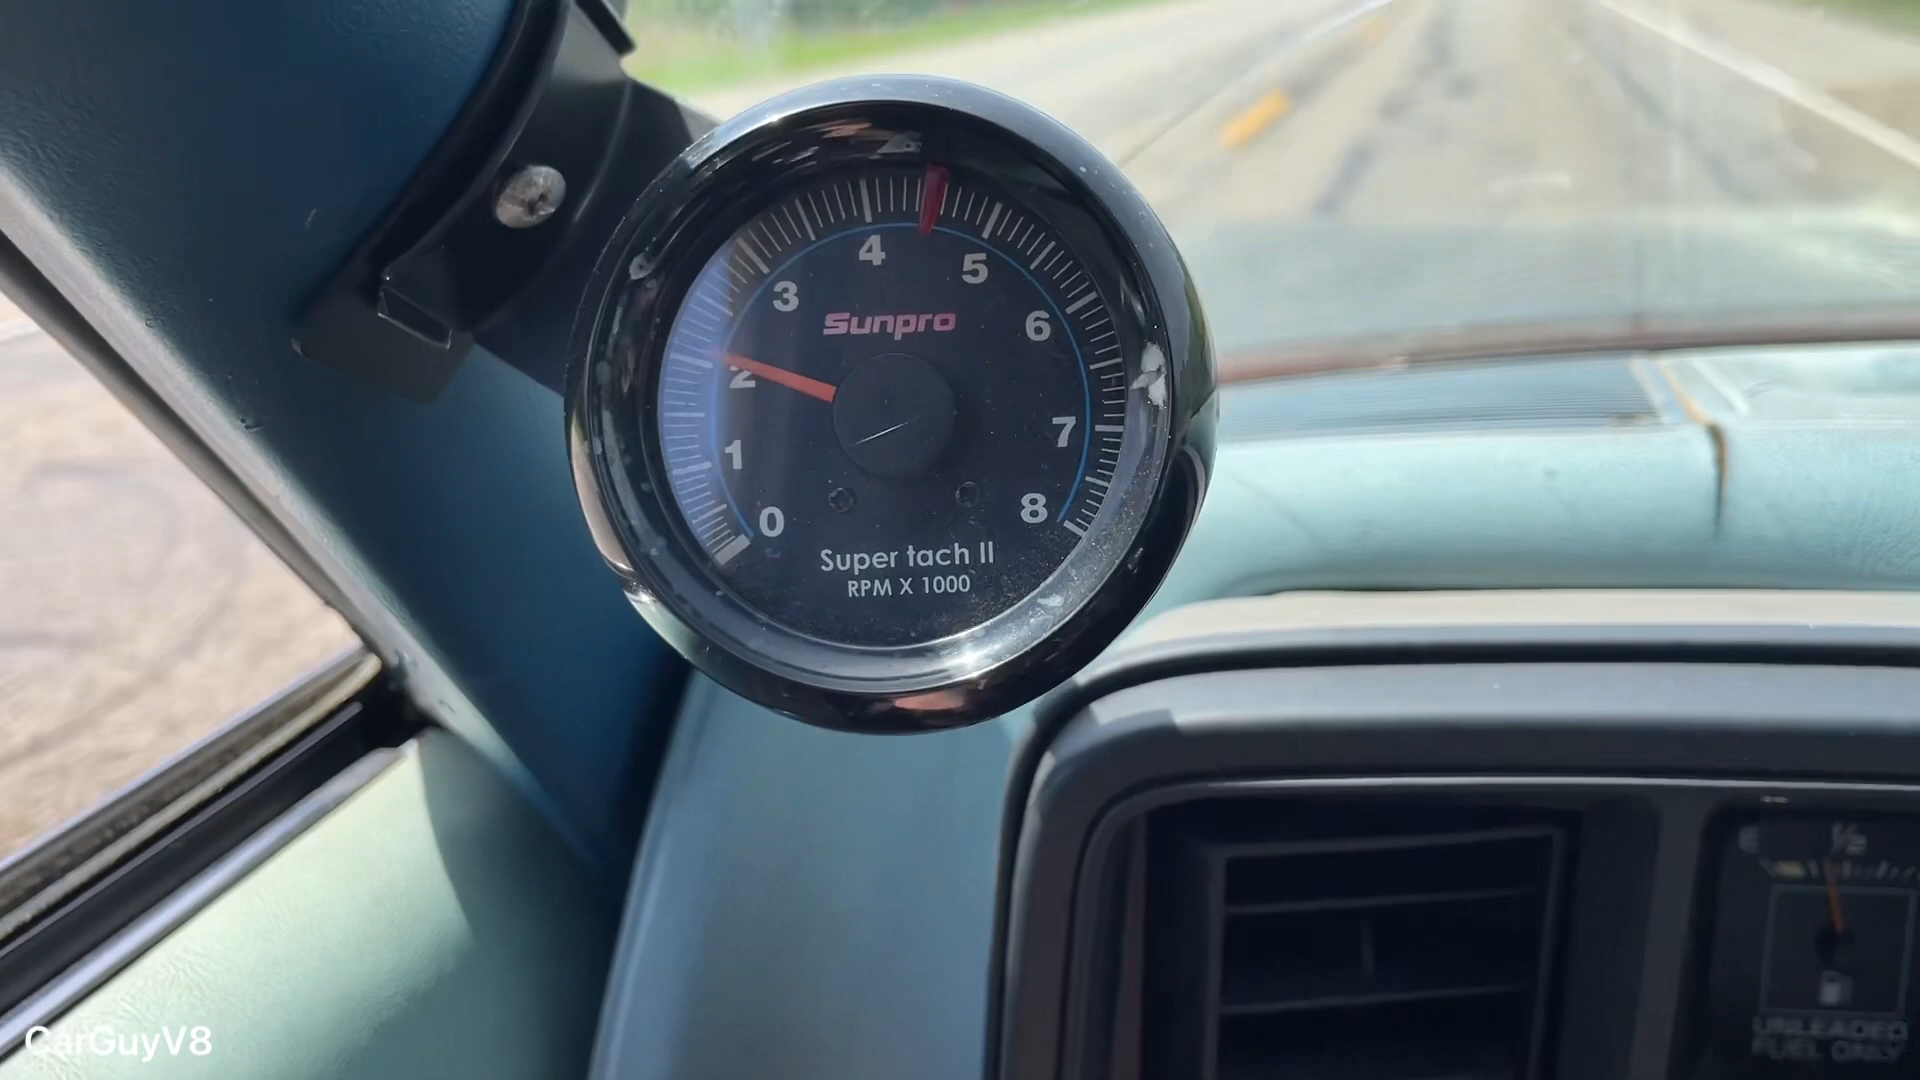 4
3
5
Sunpro
6
2
1
7
0
8
Super tach II
RPM X 1000
1/2
UNLEADED
FUEL ONLY
CarGuyV8